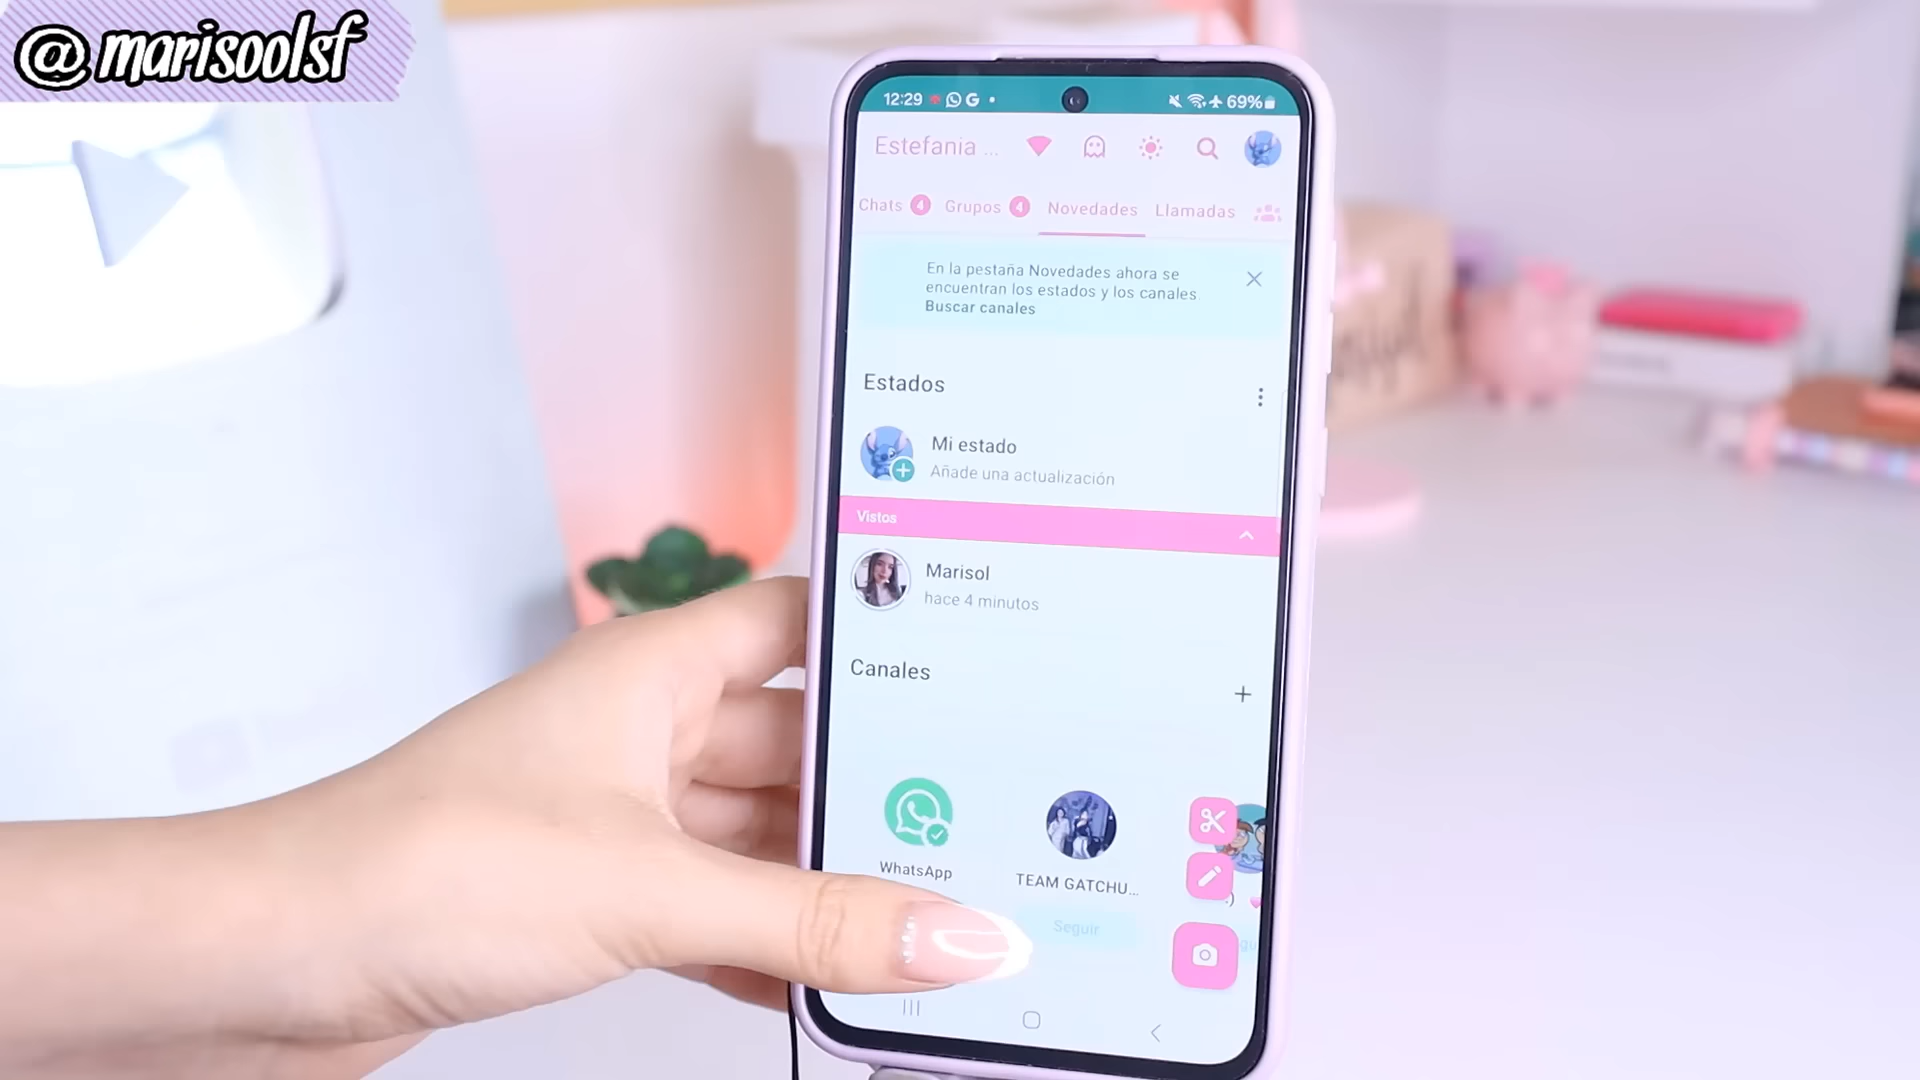 @marisoolsf
12:29 G 69%
Estefania ...
Chats 4 Grupos 4 Novedades Llamadas
En la pestaña Novedades ahora se
encuentran los estados y los canales.
Buscar canales
Estados
Mi estado
Añade una actualización
Vistos
Marisol
hace 4 minutos
Canales
WhatsApp
TEAM GATCHU...
:)
Seguir